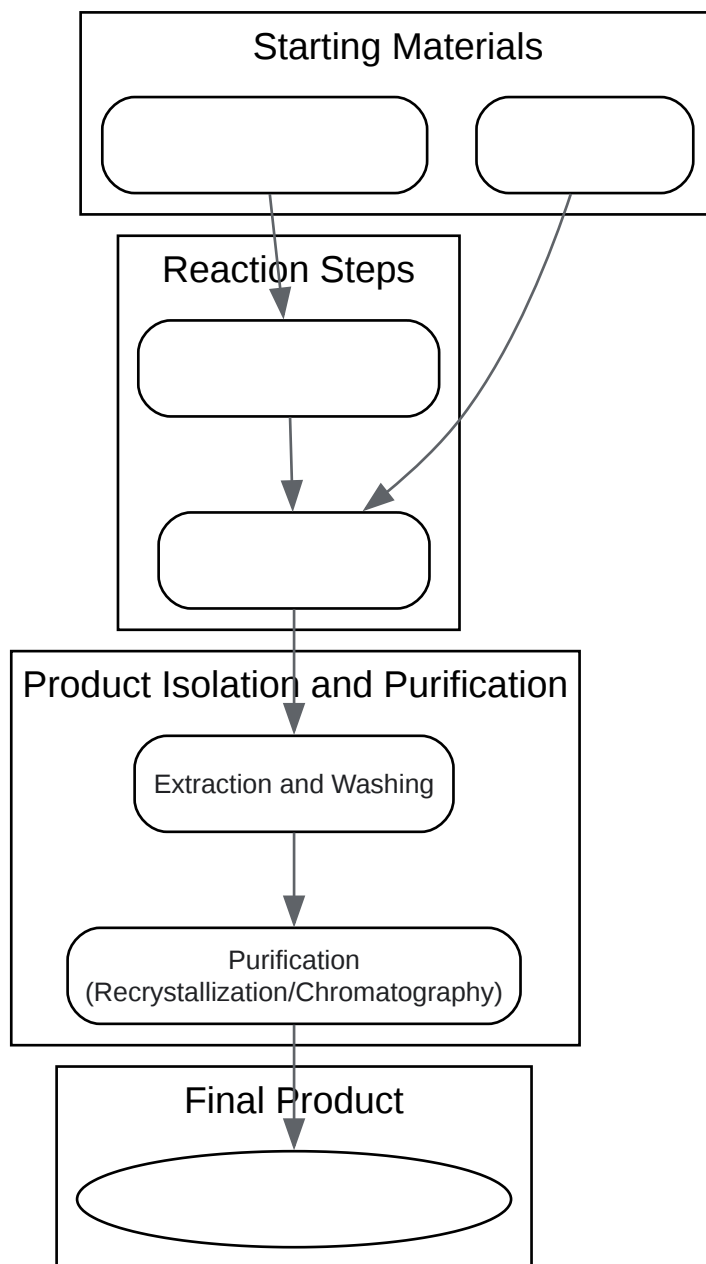 Starting Materials
Reaction Steps
Product Isolation and Purification
Extraction and Washing
Purification
(Recrystallization/Chromatography)
Final Product